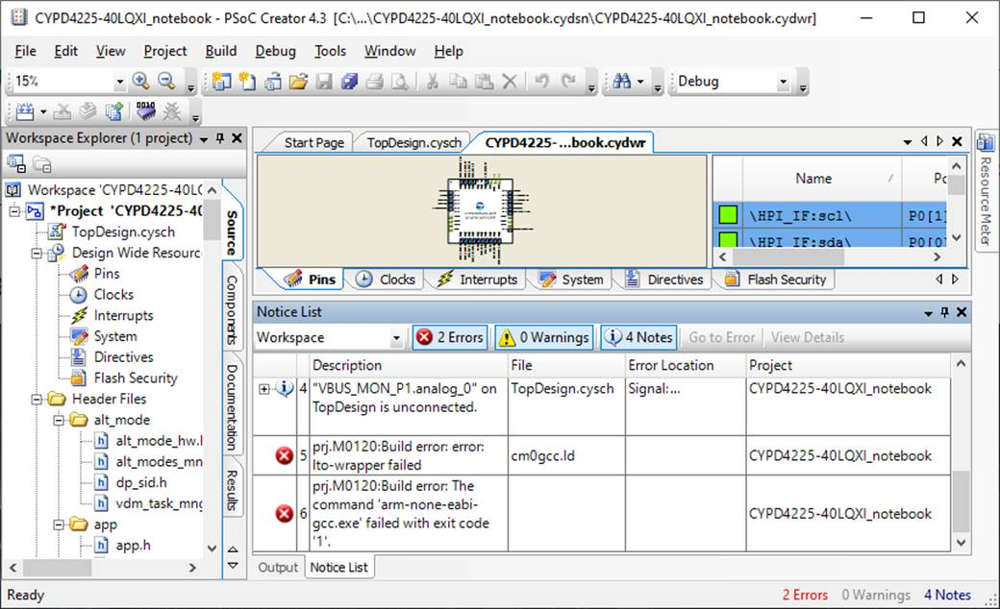 CYPD4225-40LQXI_notebook - PSoC Creator 4.3 [C:\...\CYPD4225-40LQXI_notebook.cydsn\CYPD4225-40LQXI_notebook.cydwr]
File Edit View Project Build Debug Tools Window Help
15% Debug
Workspace Explorer (1 project)
Workspace 'CYPD4225-40LQ
*Project 'CYPD4225-40
TopDesign.cysch
Design Wide Resourc
Pins
Clocks
Interrupts
System
Directives
Flash Security
Header Files
alt_mode
alt_mode_hw.h
alt_modes_mn
dp_sid.h
vdm_task_mng
app
app.h
Source
Components
Documentation
Results
Start Page TopDesign.cysch CYPD4225-...book.cydwr
Name / Po
\HPI_IF:scl\ P0[1]
\HPI_IF:sda\ P0[0]
Pins Clocks Interrupts System Directives Flash Security
Resource Meter
Notice List
Workspace 2 Errors 0 Warnings 4 Notes Go to Error View Details
Description File Error Location Project
4 "VBUS_MON_P1.analog_0" on TopDesign.cysch Signal:... CYPD4225-40LQXI_notebook
TopDesign is unconnected.
prj.M0120:Build error: error:
5 cm0gcc.ld CYPD4225-40LQXI_notebook
lto-wrapper failed
prj.M0120:Build error: The
command 'arm-none-eabi-
6 CYPD4225-40LQXI_notebook
gcc.exe' failed with exit code
'1'.
Output Notice List
Ready 2 Errors 0 Warnings 4 Notes